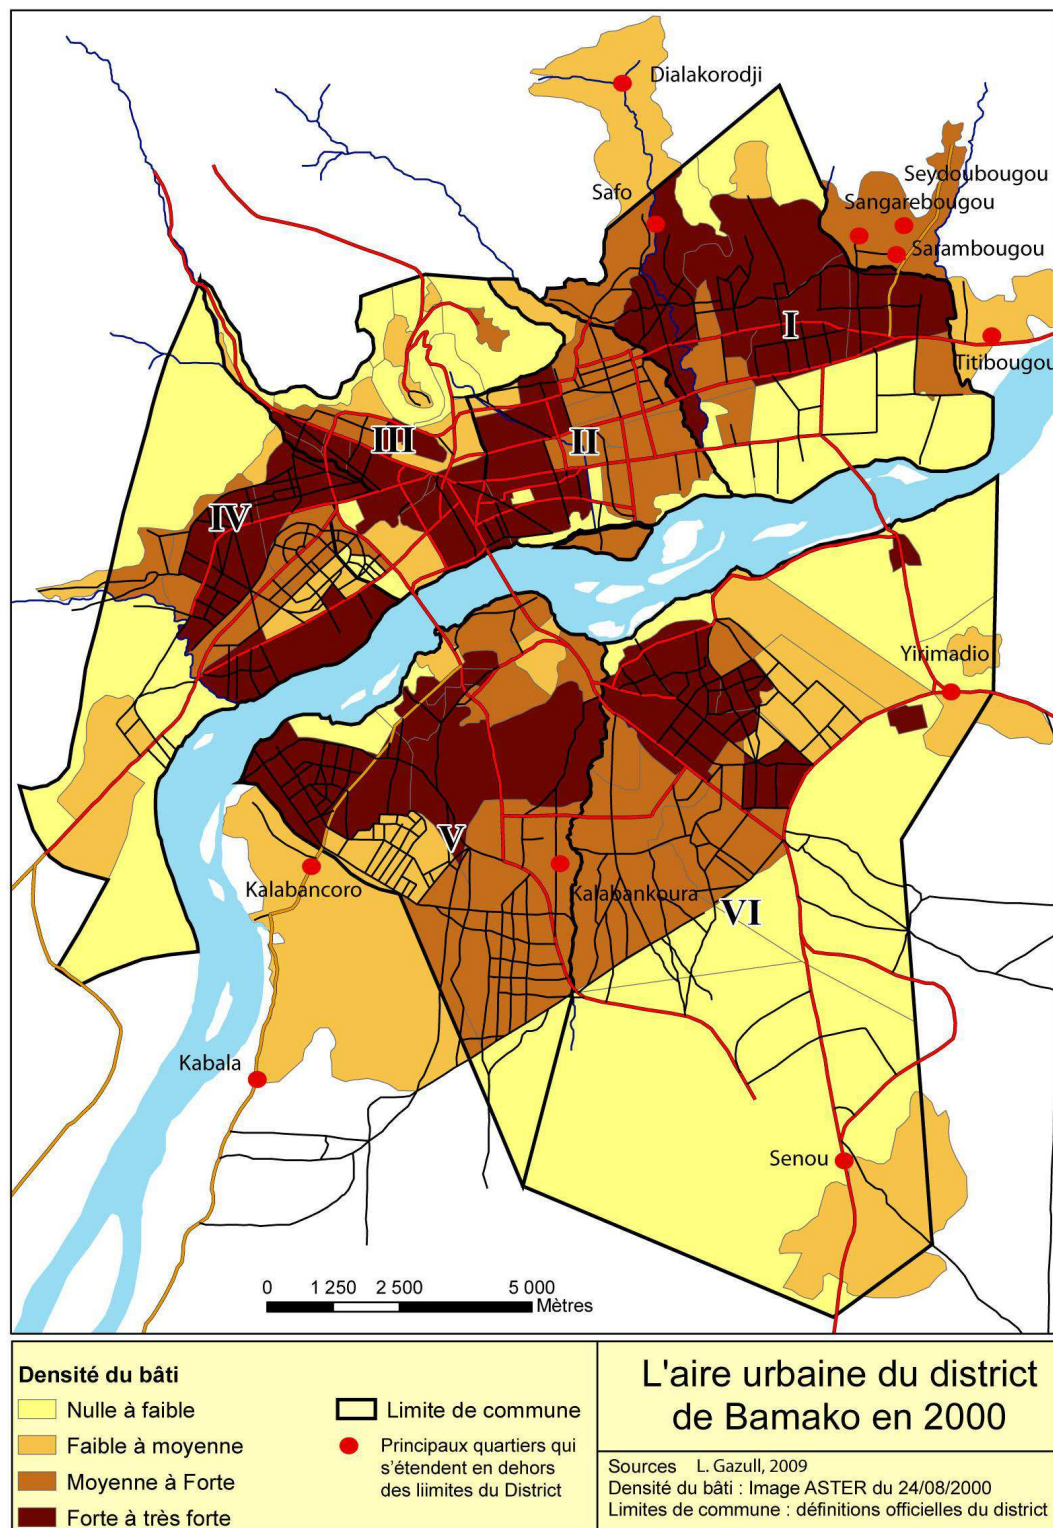 Dialakorodji
Seydoubougou
Safo
Sangarebougou
Sarambougou
I
Titibougou
III
II
IV
Yirimadio
V
Kalabancoro
Kalabankoura
VI
Kabala
Senou
0 1 250 2 500 5 000
Mètres
Densité du bâti
Nulle à faible
Faible à moyenne
Moyenne à Forte
Forte à très forte
Limite de commune
Principaux quartiers qui
s'étendent en dehors
des liimites du District
L'aire urbaine du district
de Bamako en 2000
Sources L. Gazull, 2009
Densité du bâti : Image ASTER du 24/08/2000
Limites de commune : définitions officielles du district